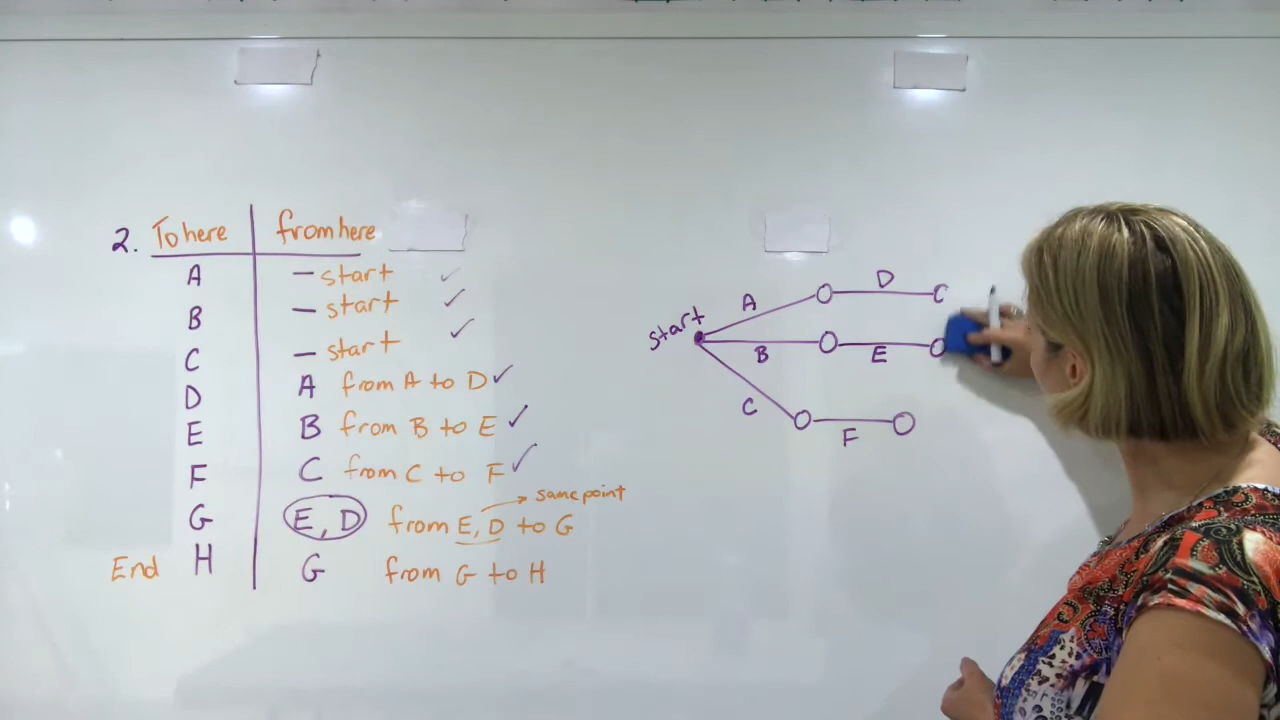 2. To here from here
A – start ✓
B – start ✓
C – start ✓
D A from A to D ✓
E B from B to E ✓
F C from C to F ✓
same point
G E, D from E, D to G
End H G from G to H
D
A
start
B E
C
F